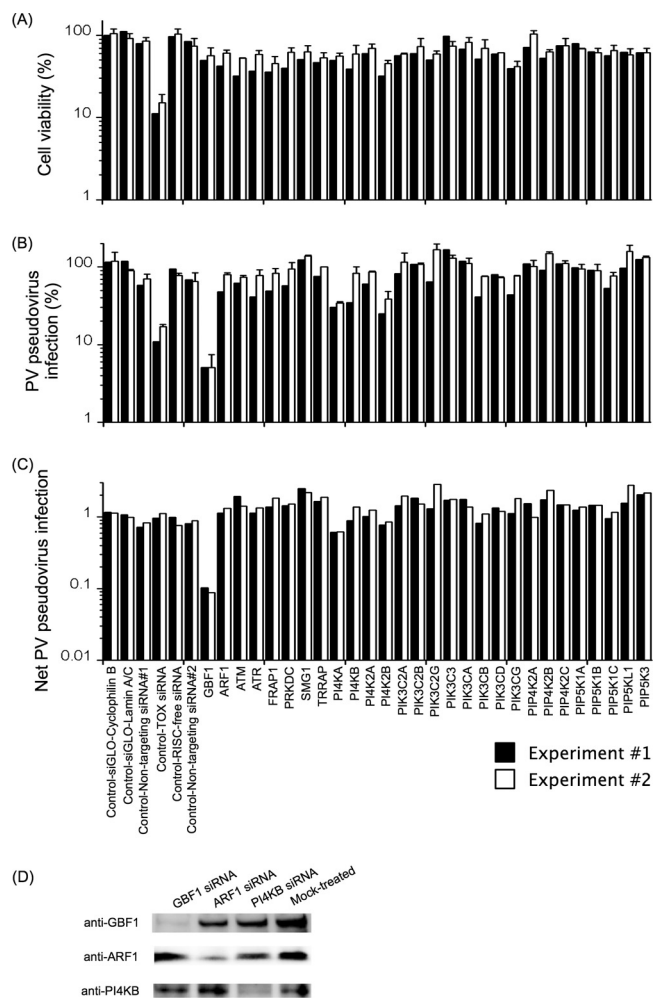 (A)
Cell viability (%)
100
10
1
(B)
PV pseudovirus
infection (%)
100
10
1
(C)
Net PV pseudovirus infection
10
1
0.1
0.01
Control-siGLO-Cyclophilin B
Control-siGLO-Lamin A/C
Control-Non-targeting siRNA#1
Control-TOX siRNA
Control-RISC-free siRNA
Control-Non-targeting siRNA#2
GBF1
ARF1
ATM
ATR
FRAP1
PRKDC
SMG1
TRRAP
PI4KA
PI4KB
PI4K2A
PI4K2B
PIK3C2A
PIK3C2B
PIK3C2G
PIK3C3
PIK3CA
PIK3CB
PIK3CD
PIK3CG
PIP4K2A
PIP4K2B
PIP4K2C
PIP5K1A
PIP5K1B
PIP5K1C
PIP5KL1
PIP5K3
Experiment #1
Experiment #2
(D)
GBF1 siRNA
ARF1 siRNA
PI4KB siRNA
Mock-treated
anti-GBF1
anti-ARF1
anti-PI4KB